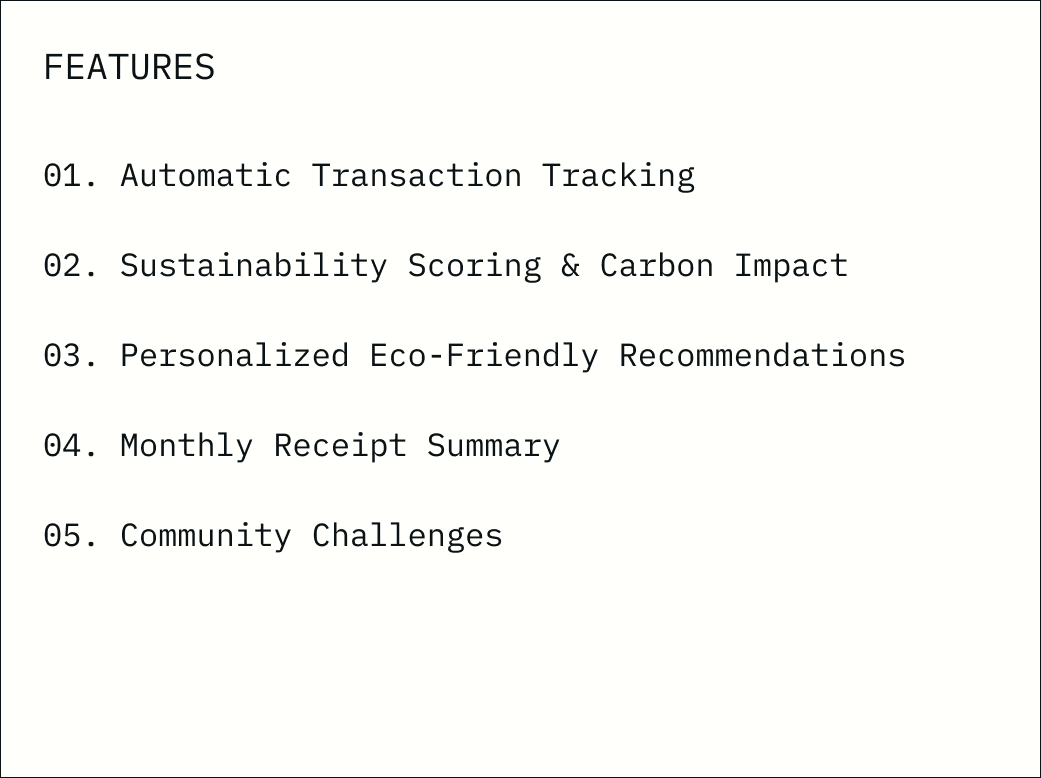 FEATURES
01. Automatic Transaction Tracking
02. Sustainability Scoring & Carbon Impact
03. Personalized Eco-Friendly Recommendations
04. Monthly Receipt Summary
05. Community Challenges